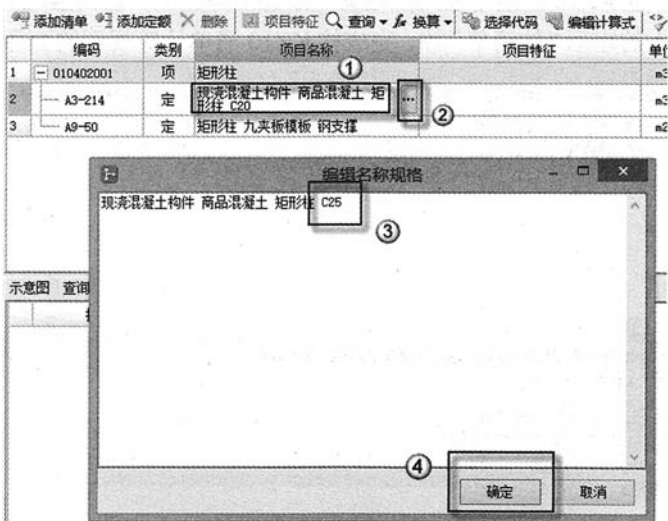 添加清单 添加定额 删除 项目特征 查询 换算 选择代码 编辑计算式
编码 类别 项目名称 项目特征
1 010402001 项 矩形柱 ① m3
2 A3-214 定 现浇混凝土构件 商品混凝土 矩形柱 C20 ... ② m3
3 A9-50 定 矩形柱 九夹板模板 钢支撑 m2
编辑名称规格
现浇混凝土构件 商品混凝土 矩形柱 C25
③
示意图
④
确定 取消